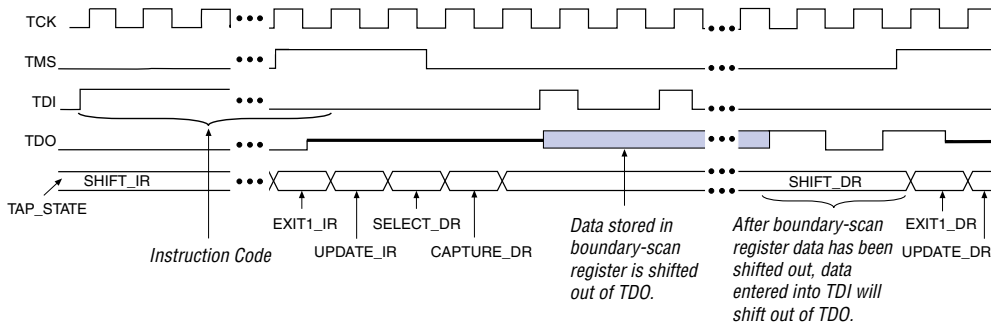 TCK
TMS
TDI
TDO
SHIFT_IR
SHIFT_DR
TAP_STATE
EXIT1_IR
SELECT_DR
EXIT1_DR
Instruction Code
UPDATE_IR
CAPTURE_DR
UPDATE_DR
Data stored in
boundary-scan
register is shifted
out of TDO.
After boundary-scan
register data has been
shifted out, data
entered into TDI will
shift out of TDO.